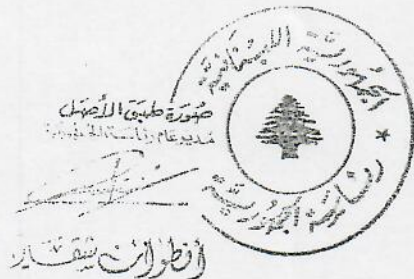 الجمهورية اللبنانية
رئاسة الجمهورية
صورة طبق الأصل
مدير عام رئاسة الجمهورية
أنطوان شقير